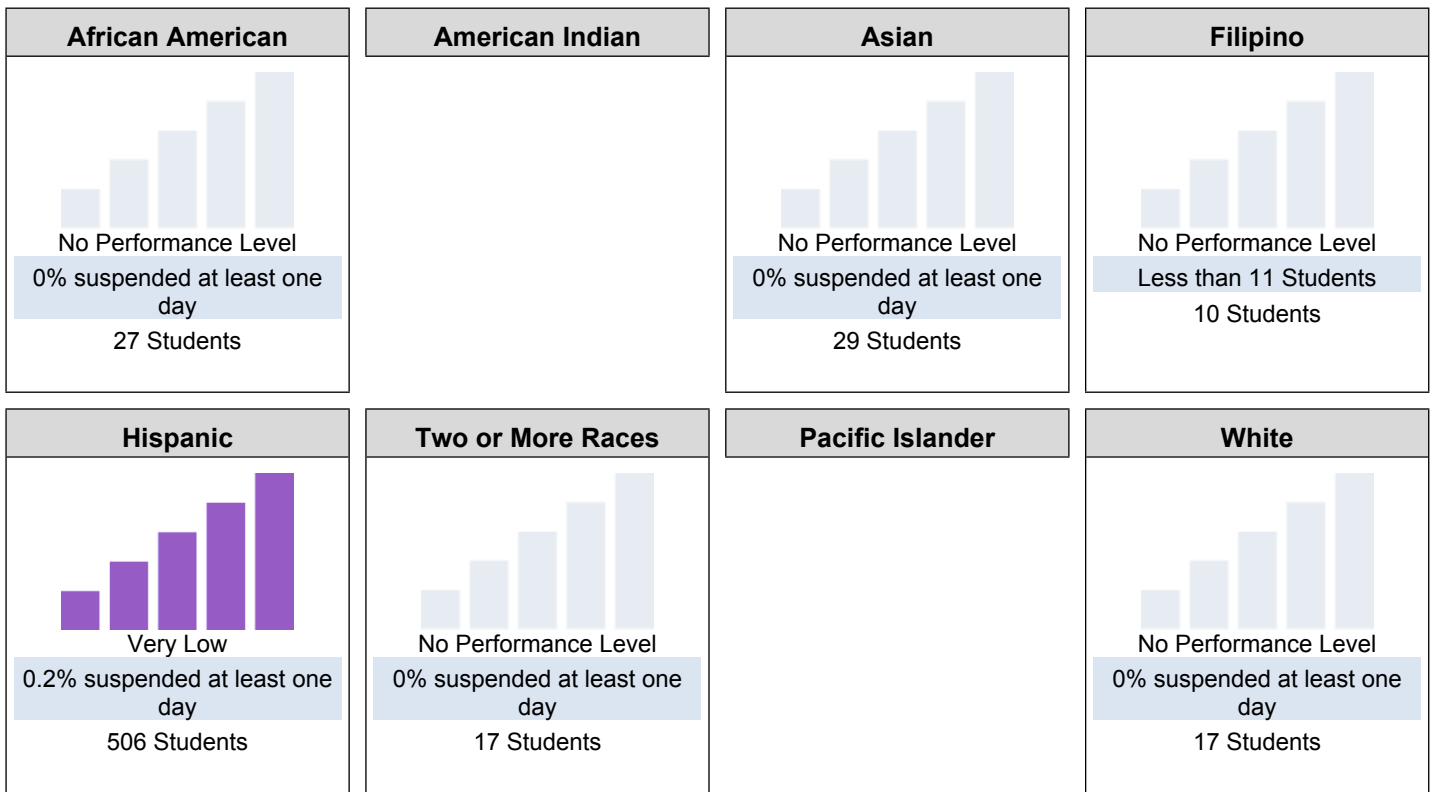 African American
No Performance Level
0% suspended at least one
day
27 Students
American Indian
Asian
No Performance Level
0% suspended at least one
day
29 Students
Filipino
No Performance Level
Less than 11 Students
10 Students
Hispanic
Very Low
0.2% suspended at least one
day
506 Students
Two or More Races
No Performance Level
0% suspended at least one
day
17 Students
Pacific Islander
White
No Performance Level
0% suspended at least one
day
17 Students